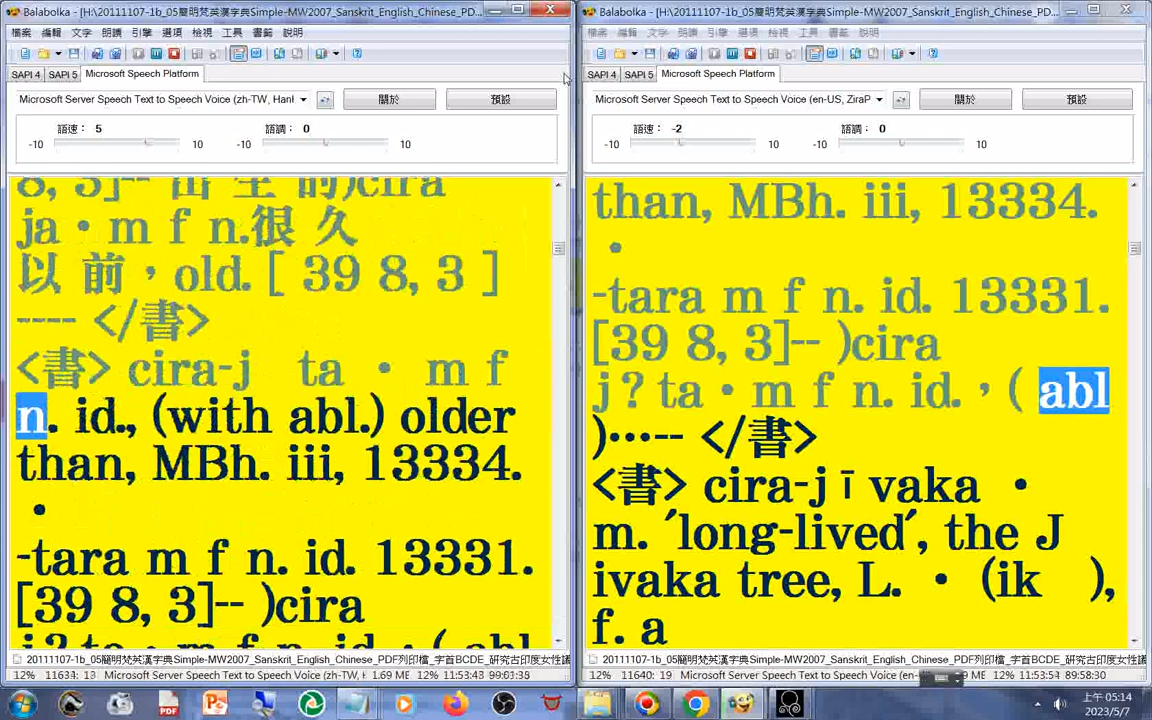 Balabolka - [H:\20111107-1b_05簡明梵英漢字典Simple-MW2007_Sanskrit_English_Chinese_PD...
檔案 編輯 文字 朗讀 引擎 選項 檢視 工具 書籤 說明
SAPI 4 SAPI 5 Microsoft Speech Platform
Microsoft Server Speech Text to Speech Voice (zh-TW, Hanl
關於 預設
語速： 5 語調： 0
-10 10 -10 10
8, 3]-- 出 生 的)cira
ja・m f n.很 久
以 前，old. [ 39 8, 3 ]
---- </書>
<書> cira-j ta ・ m f
n. id., (with abl.) older
than, MBh. iii, 13334.
・
-tara m f n. id. 13331.
[39 8, 3]-- )cira
j？ta・m f n. id.，( abl
20111107-1b_05簡明梵英漢字典Simple-MW2007_Sanskrit_English_Chinese_PDF列印檔_字首BCDE_研究古印度女性議
12% 11634: 13 Microsoft Server Speech Text to Speech Voice (zh-TW, H 1.69 ME 12% 11:53:43 99:01:35
Balabolka - [H:\20111107-1b_05簡明梵英漢字典Simple-MW2007_Sanskrit_English_Chinese_PD...
檔案 編輯 文字 朗讀 引擎 選項 檢視 工具 書籤 說明
SAPI 4 SAPI 5 Microsoft Speech Platform
Microsoft Server Speech Text to Speech Voice (en-US, ZiraP
關於 預設
語速： -2 語調： 0
-10 10 -10 10
than, MBh. iii, 13334.
・
-tara m f n. id. 13331.
[39 8, 3]-- )cira
j？ta・m f n. id.，( abl
)…-- </書>
<書> cira-jīvaka ・
m. 'long-lived', the J
ivaka tree, L. ・ (ik ),
f. a
20111107-1b_05簡明梵英漢字典Simple-MW2007_Sanskrit_English_Chinese_PDF列印檔_字首BCDE_研究古印度女性議
12% 11640: 19 Microsoft Server Speech Text to Speech Voice (en-US ME 12% 11:53:54 89:58:30
上午 05:14
2023/5/7